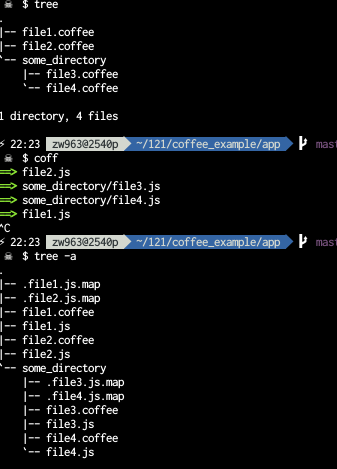 ☠ $ tree
.
|-- file1.coffee
|-- file2.coffee
`-- some_directory
    |-- file3.coffee
    `-- file4.coffee
1 directory, 4 files
⚡ 22:23 zw963@2540p ~/121/coffee_example/app mast
☠ $ coff
==> file2.js
==> some_directory/file3.js
==> some_directory/file4.js
==> file1.js
^C
⚡ 22:23 zw963@2540p ~/121/coffee_example/app mast
☠ $ tree -a
.
|-- .file1.js.map
|-- .file2.js.map
|-- file1.coffee
|-- file1.js
|-- file2.coffee
|-- file2.js
`-- some_directory
    |-- .file3.js.map
    |-- .file4.js.map
    |-- file3.coffee
    |-- file3.js
    |-- file4.coffee
    `-- file4.js